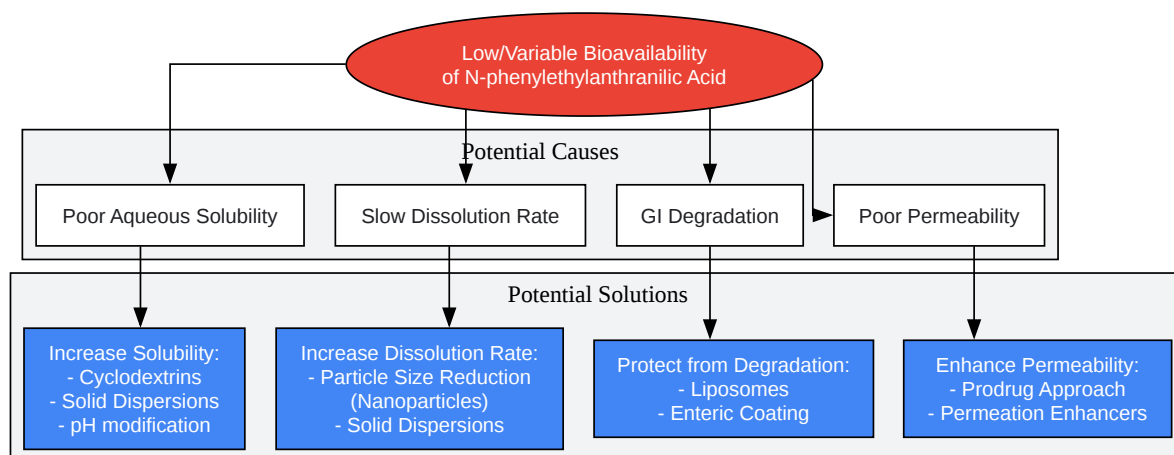 Low/Variable Bioavailability
of N-phenylethylanthranilic Acid
Potential Causes
Poor Aqueous Solubility
Slow Dissolution Rate
GI Degradation
Poor Permeability
Potential Solutions
Increase Solubility:
- Cyclodextrins
- Solid Dispersions
- pH modification
Increase Dissolution Rate:
- Particle Size Reduction
(Nanoparticles)
- Solid Dispersions
Protect from Degradation:
- Liposomes
- Enteric Coating
Enhance Permeability:
- Prodrug Approach
- Permeation Enhancers